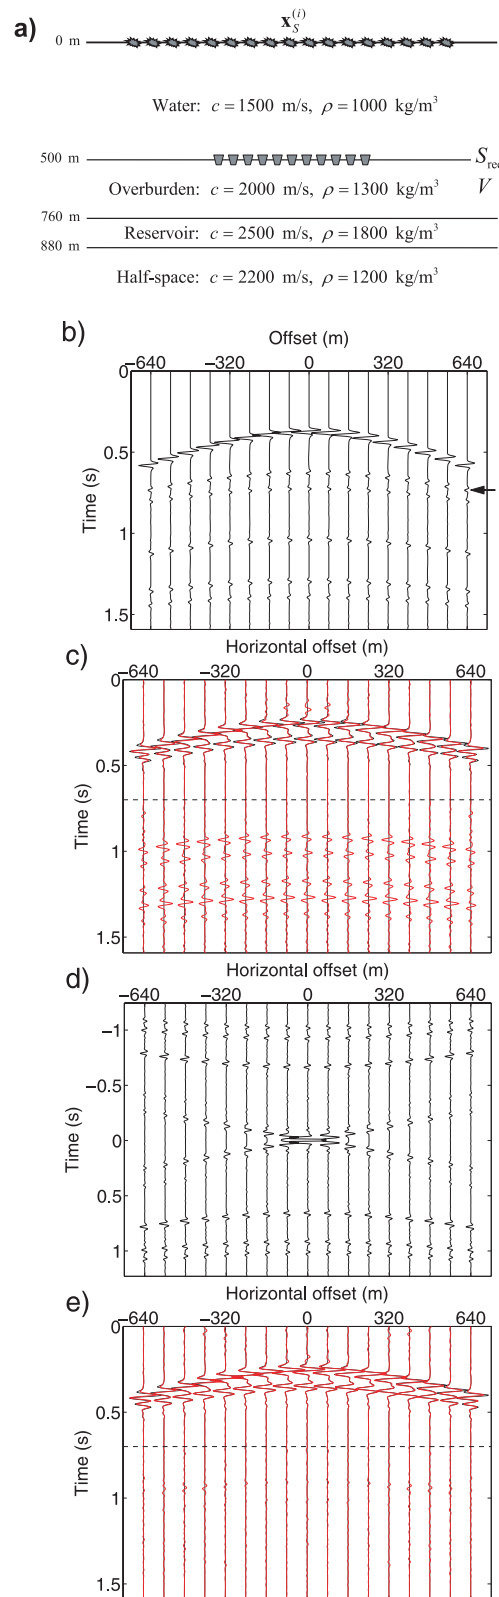 a)
x_S^(i)
0 m
Water: c = 1500 m/s, ρ = 1000 kg/m³
500 m
S_rec
Overburden: c = 2000 m/s, ρ = 1300 kg/m³ V
760 m
Reservoir: c = 2500 m/s, ρ = 1800 kg/m³
880 m
Half-space: c = 2200 m/s, ρ = 1200 kg/m³
b)
Offset (m)
−640 −320 0 320 640
0
0.5
1
1.5
Time (s)
c)
Horizontal offset (m)
−640 −320 0 320 640
0
0.5
1
1.5
Time (s)
d)
Horizontal offset (m)
−640 −320 0 320 640
−1
−0.5
0
0.5
1
Time (s)
e)
Horizontal offset (m)
−640 −320 0 320 640
0
0.5
1
Time (s)